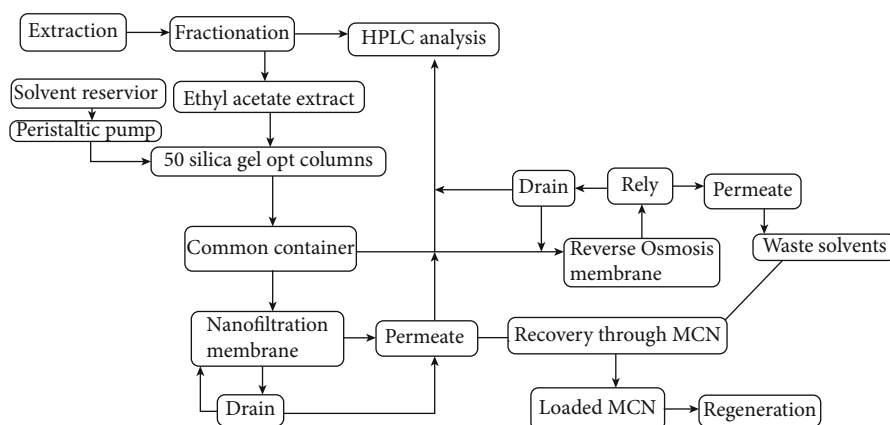 Extraction
Fractionation
HPLC analysis
Solvent reservior
Ethyl acetate extract
Peristaltic pump
50 silica gel opt columns
Drain
Rely
Permeate
Common container
Reverse Osmosis
membrane
Waste solvents
Nanofiltration
membrane
Permeate
Recovery through MCN
Drain
Loaded MCN
Regeneration